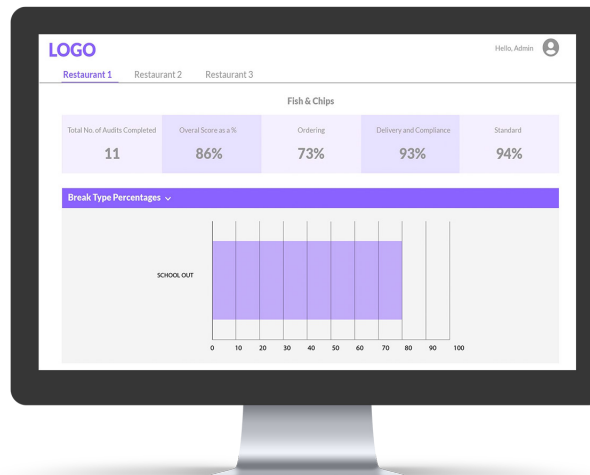 LOGO
Hello, Admin
Restaurant 1 Restaurant 2 Restaurant 3
Fish & Chips
Total No. of Audits Completed Overal Score as a % Ordering Delivery and Compliance Standard
11 86% 73% 93% 94%
Break Type Percentages
SCHOOL OUT
0 10 20 30 40 50 60 70 80 90 100